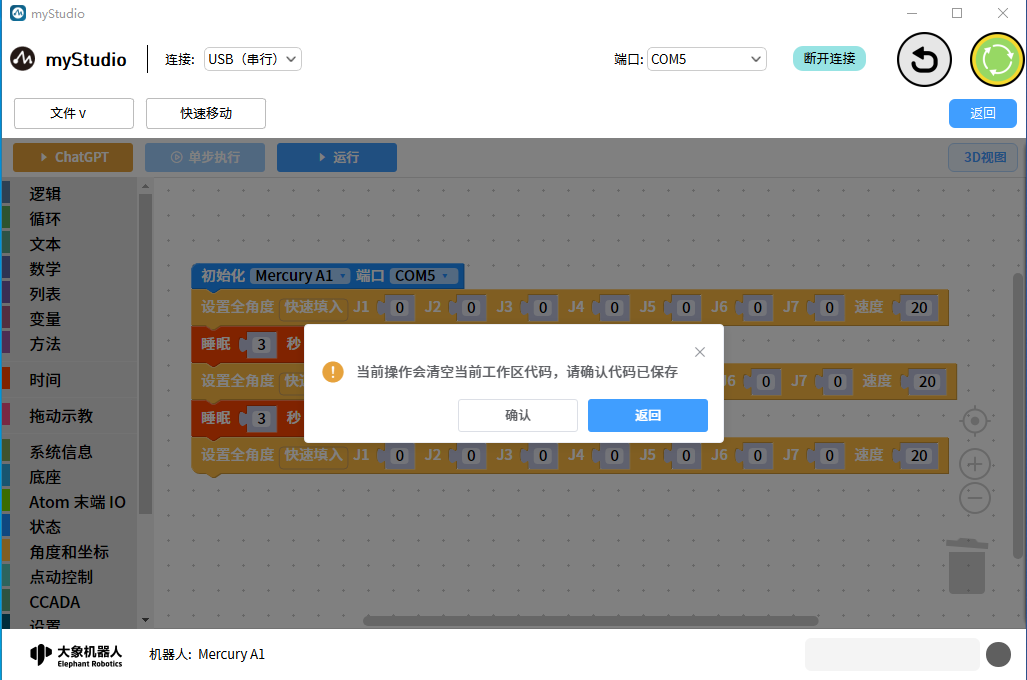 myStudio
myStudio 连接: USB（串行） 端口: COM5 断开连接
文件 v 快速移动 返回
ChatGPT 单步执行 运行 3D视图
逻辑
循环
文本
数学
列表
变量
方法
时间
拖动示教
系统信息
底座
Atom 末端 IO
状态
角度和坐标
点动控制
CCADA
设置
初始化 Mercury A1 端口 COM5
设置全角度 快速填入 J1 0 J2 0 J3 0 J4 0 J5 0 J6 0 J7 0 速度 20
睡眠 3 秒
设置全角度 快速 J6 0 J7 0 速度 20
睡眠 3 秒
设置全角度 快速填入 J1 0 J2 0 J3 0 J4 0 J5 0 J6 0 J7 0 速度 20
当前操作会清空当前工作区代码，请确认代码已保存
确认 返回
大象机器人
Elephant Robotics
机器人: Mercury A1